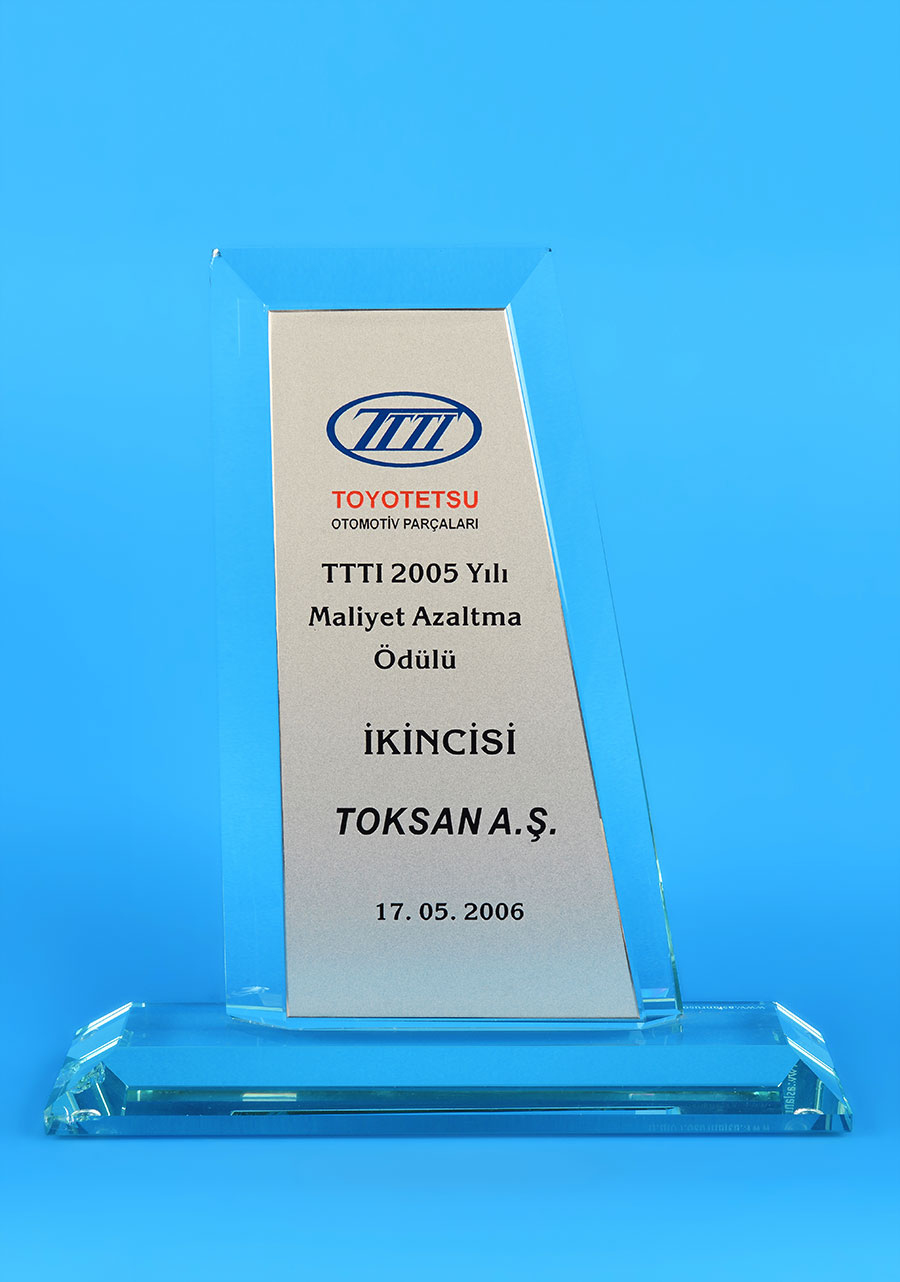 TTTI
TOYOTETSU
OTOMOTİV PARÇALARI
TTTI 2005 Yılı
Maliyet Azaltma
Ödülü
İKİNCİSİ
TOKSAN A.Ş.
17. 05. 2006